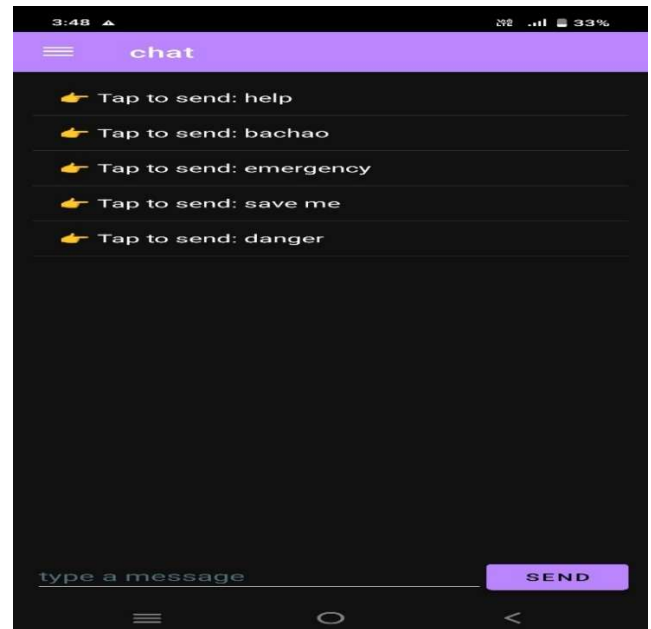 3:48
33%
chat
👉 Tap to send: help
👉 Tap to send: bachao
👉 Tap to send: emergency
👉 Tap to send: save me
👉 Tap to send: danger
type a message
SEND